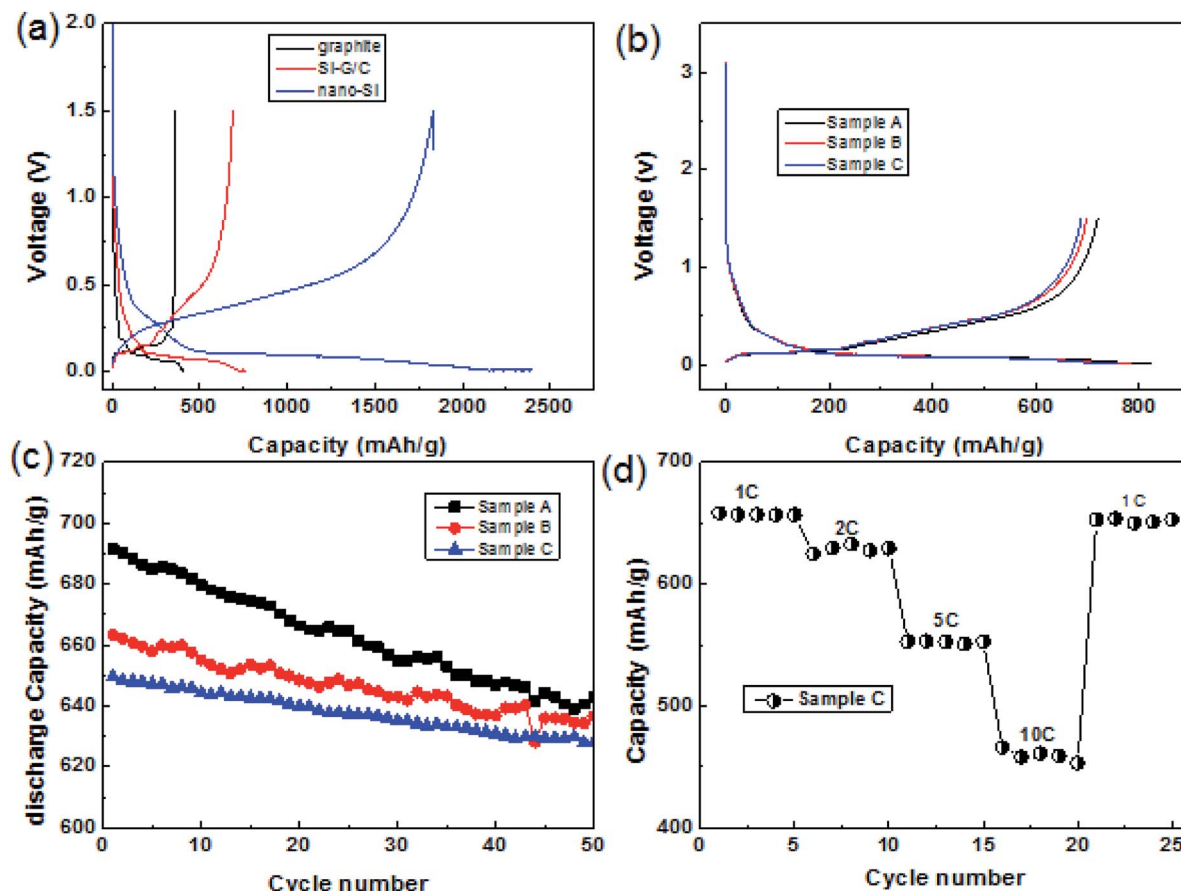 (a)
2.0
1.5
1.0
0.5
0.0
Voltage (V)
graphite
SI-G/C
nano-SI
0 500 1000 1500 2000 2500
Capacity (mAh/g)
(b)
3
2
1
0
Voltage (v)
Sample A
Sample B
Sample C
0 200 400 600 800
Capacity (mAh/g)
(c)
720
700
680
660
640
620
600
discharge Capacity (mAh/g)
Sample A
Sample B
Sample C
0 10 20 30 40 50
Cycle number
(d)
700
600
500
400
Capacity (mAh/g)
1C
2C
5C
10C
1C
Sample C
0 5 10 15 20 25
Cycle number